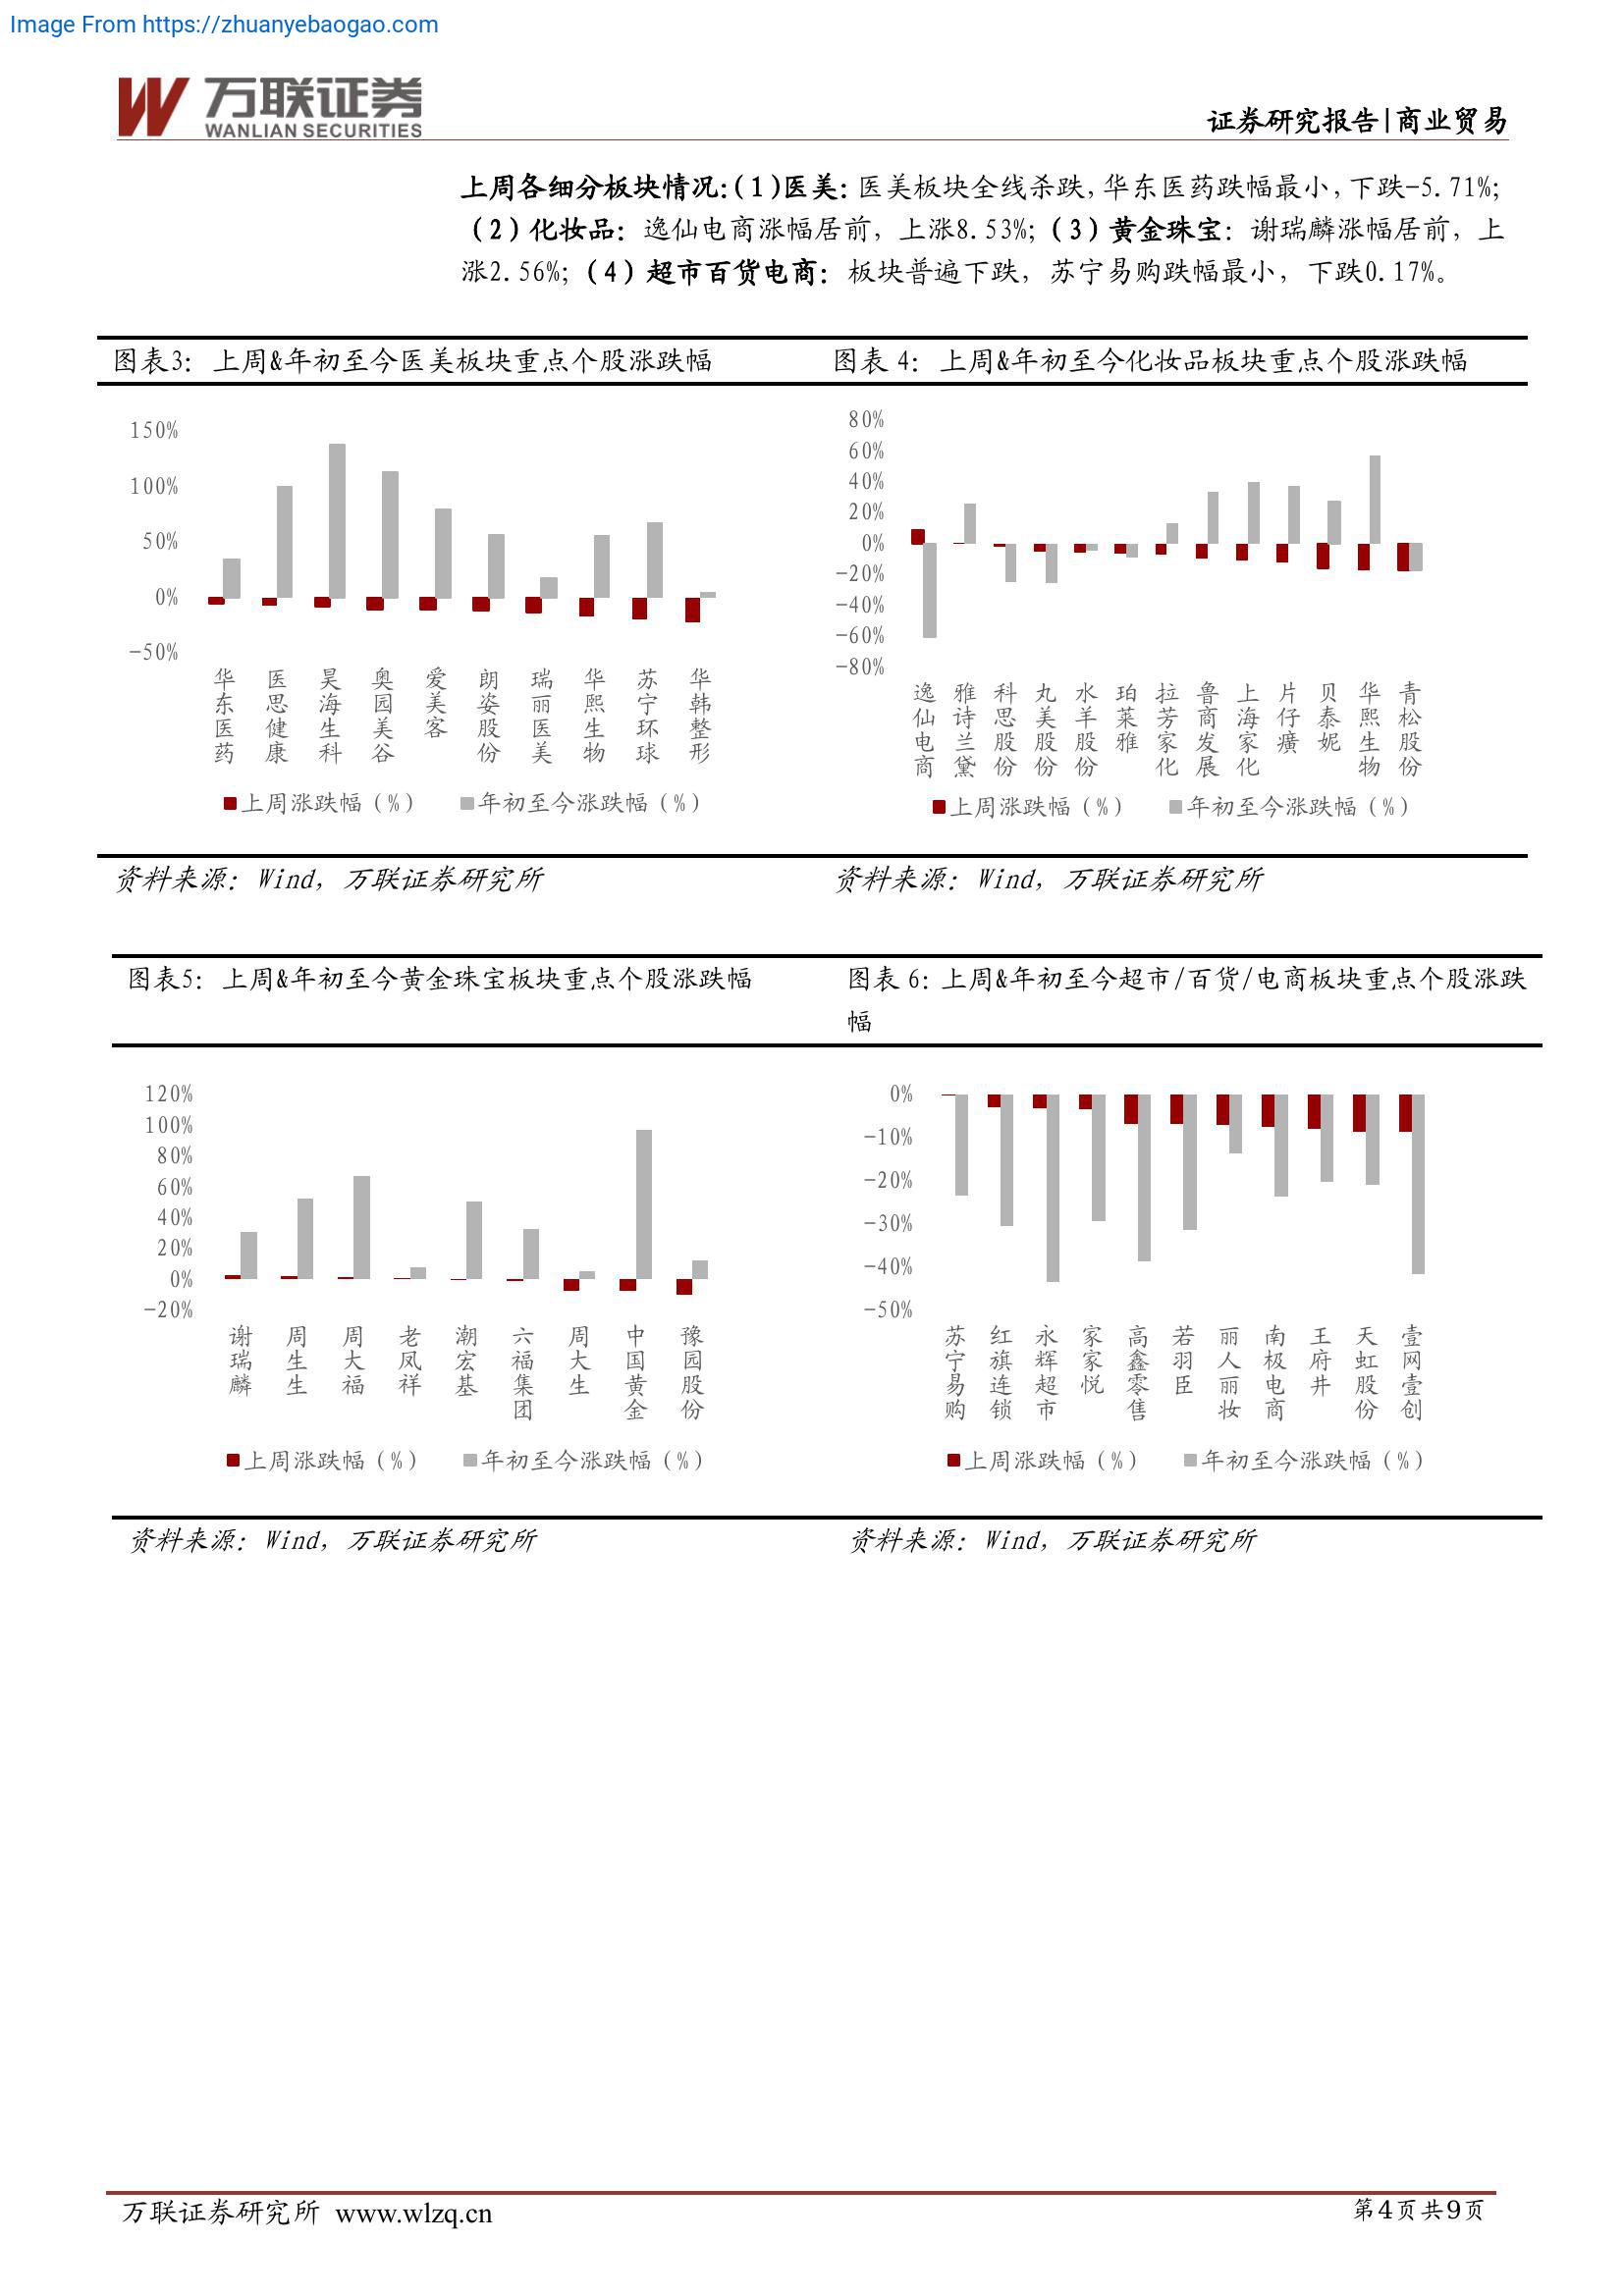 Image From https://zhuanyebaogao.com
万联证券
WANLIAN SECURITIES
证券研究报告|商业贸易
上周各细分板块情况:(1)医美: 医美板块全线杀跌,华东医药跌幅最小,下跌-5.71%;
(2)化妆品: 逸仙电商涨幅居前, 上涨8.53%;(3)黄金珠宝: 谢瑞麟涨幅居前, 上
涨2.56%;(4)超市百货电商: 板块普遍下跌, 苏宁易购跌幅最小, 下跌0.17%。
图表3: 上周&年初至今医美板块重点个股涨跌幅
150%
100%
50%
0%
-50%
华东医药
医思健康
昊海生科
奥园美谷
爱美客
朗姿股份
瑞丽医美
华熙生物
苏宁环球
华韩整形
上周涨跌幅(%)
年初至今涨跌幅(%)
资料来源: Wind, 万联证券研究所
图表 4: 上周&年初至今化妆品板块重点个股涨跌幅
80%
60%
40%
20%
0%
-20%
-40%
-60%
-80%
逸仙电商
雅诗兰黛
科思股份
丸美股份
水羊股份
珀莱雅
拉芳家化
鲁商发展
上海家化
片仔癀
贝泰妮
华熙生物
青松股份
上周涨跌幅(%)
年初至今涨跌幅(%)
资料来源: Wind, 万联证券研究所
图表5: 上周&年初至今黄金珠宝板块重点个股涨跌幅
120%
100%
80%
60%
40%
20%
0%
-20%
谢瑞麟
周生生
周大福
老凤祥
潮宏基
六福集团
周大生
中国黄金
豫园股份
上周涨跌幅(%)
年初至今涨跌幅(%)
资料来源: Wind, 万联证券研究所
图表 6: 上周&年初至今超市/百货/电商板块重点个股涨跌
幅
0%
-10%
-20%
-30%
-40%
-50%
苏宁易购
红旗连锁
永辉超市
家家悦
高鑫零售
若羽臣
丽人丽妆
南极电商
王府井
天虹股份
壹网壹创
上周涨跌幅(%)
年初至今涨跌幅(%)
资料来源: Wind, 万联证券研究所
万联证券研究所 www.wlzq.cn
第4页共9页